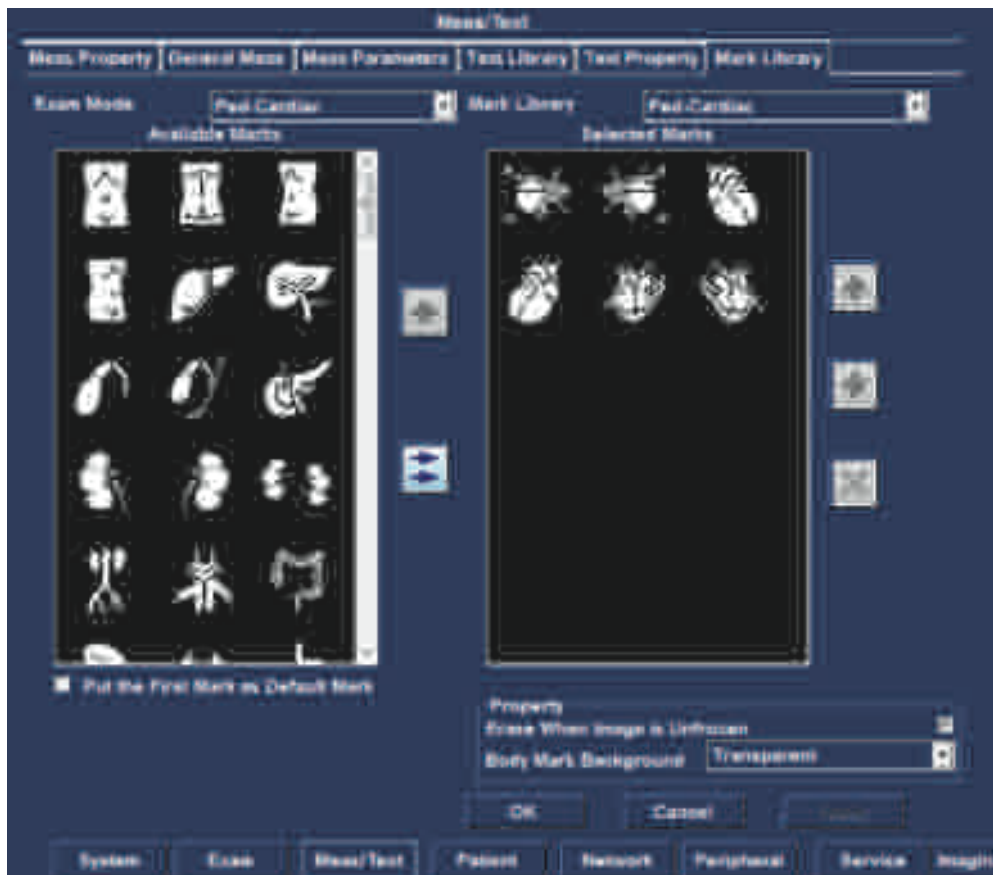 Meas/Text
Meas Property General Meas Meas Parameters Text Library Text Property Mark Library
Exam Mode Ped-Cardiac Mark Library Ped-Cardiac
Available Marks Selected Marks
Put the First Mark as Default Mark
Property
Erase When Image is Unfrozen
Body Mark Background Transparent
OK Cancel
System Exam Meas/Text Patient Network Peripheral Service Imagin